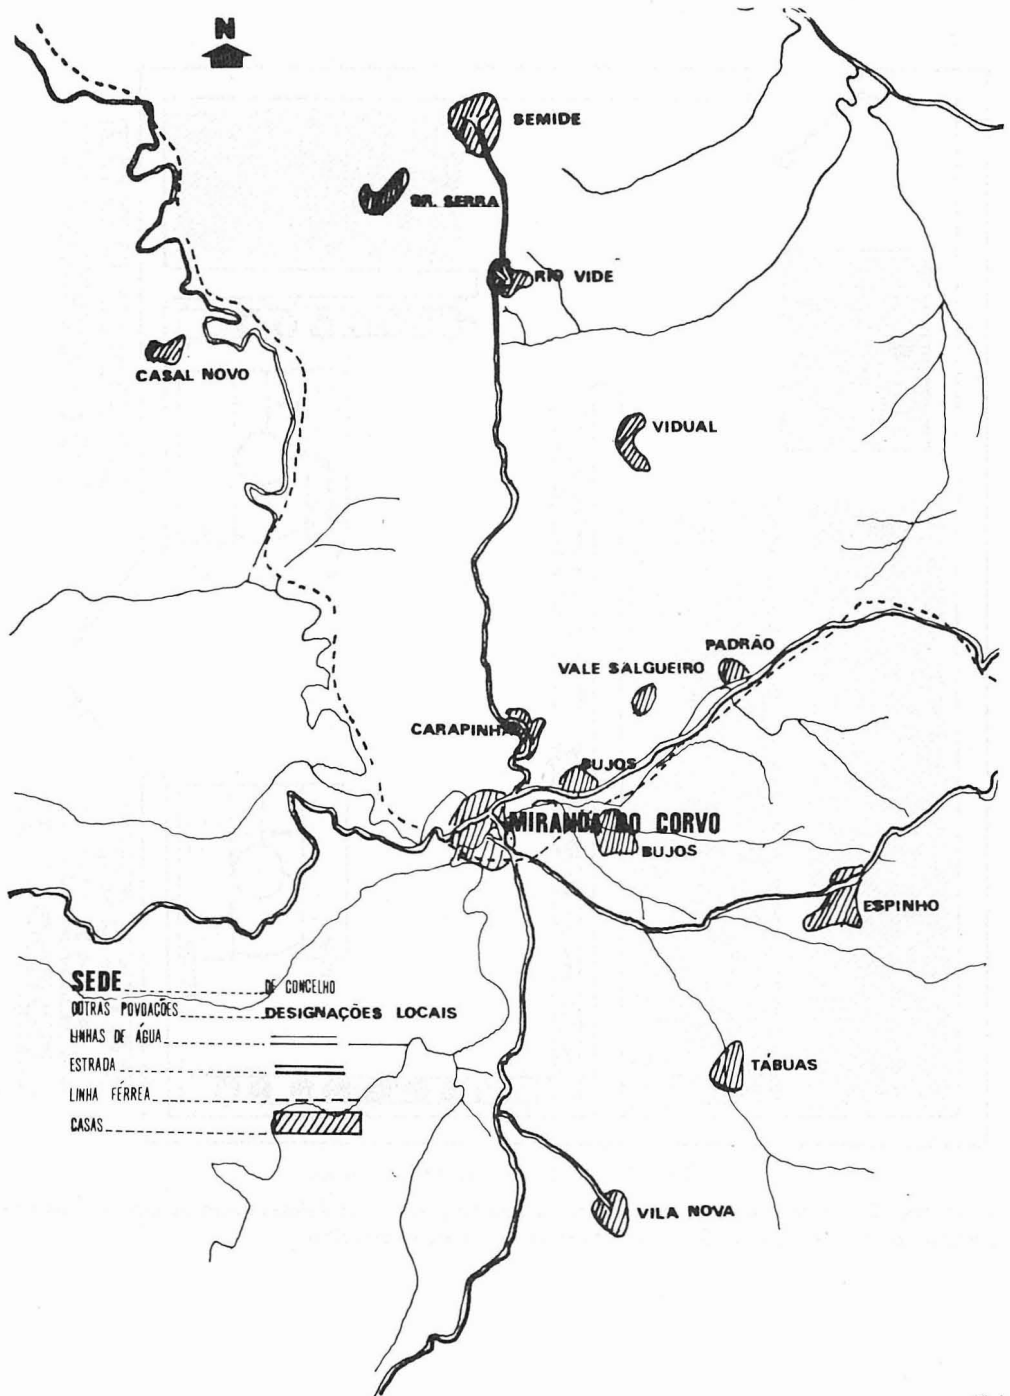 N
SEMIDE
SR. SERRA
RIO VIDE
CASAL NOVO
VIDUAL
PADRÃO
VALE SALGUEIRO
CARAPINHA
BUJOS
MIRANDA DO CORVO
BUJOS
ESPINHO
SEDE DE CONCELHO
OUTRAS POVOAÇÕES DESIGNAÇÕES LOCAIS
LINHAS DE ÁGUA
ESTRADA
LINHA FÉRREA
CASAS
TÁBUAS
VILA NOVA